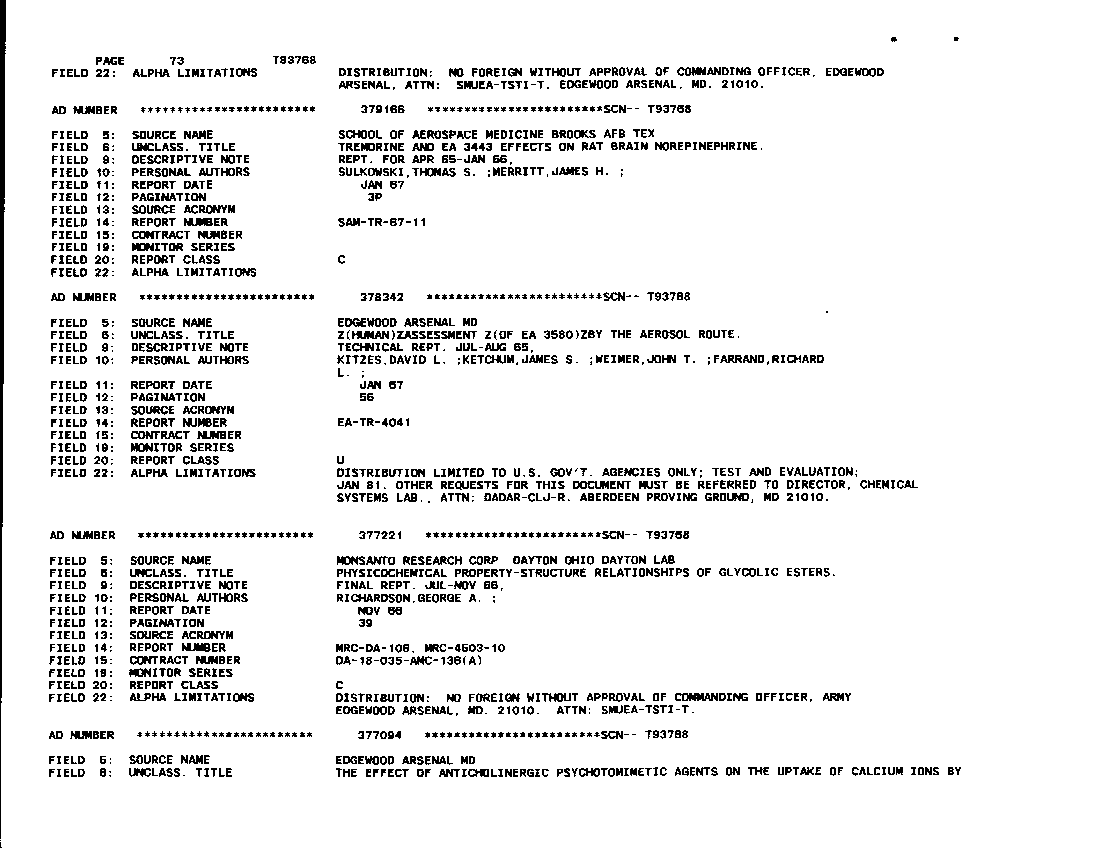 PAGE 73 T83768
FIELD 22: ALPHA LIMITATIONS DISTRIBUTION: NO FOREIGN WITHOUT APPROVAL OF COMMANDING OFFICER, EDGEWOOD
ARSENAL, ATTN: SMUEA-TSTI-T, EDGEWOOD ARSENAL, MD. 21010.
AD NUMBER ************************ 379166 ************************SCN-- T93768
FIELD 5: SOURCE NAME SCHOOL OF AEROSPACE MEDICINE BROOKS AFB TEX
FIELD 6: UNCLASS. TITLE TREMORINE AND EA 3443 EFFECTS ON RAT BRAIN NOREPINEPHRINE.
FIELD 9: DESCRIPTIVE NOTE REPT. FOR APR 65-JAN 66,
FIELD 10: PERSONAL AUTHORS SULKOWSKI,THOMAS S. ;MERRITT,JAMES H. ;
FIELD 11: REPORT DATE JAN 67
FIELD 12: PAGINATION 3P
FIELD 13: SOURCE ACRONYM
FIELD 14: REPORT NUMBER SAM-TR-67-11
FIELD 15: CONTRACT NUMBER
FIELD 19: MONITOR SERIES
FIELD 20: REPORT CLASS C
FIELD 22: ALPHA LIMITATIONS
AD NUMBER ************************ 378342 ************************SCN-- T93768
FIELD 5: SOURCE NAME EDGEWOOD ARSENAL MD
FIELD 6: UNCLASS. TITLE Z(HUMAN)ZASSESSMENT Z(OF EA 3580)ZBY THE AEROSOL ROUTE.
FIELD 9: DESCRIPTIVE NOTE TECHNICAL REPT. JUL-AUG 65,
FIELD 10: PERSONAL AUTHORS KITZES,DAVID L. ;KETCHUM,JAMES S. ;WEIMER,JOHN T. ;FARRAND,RICHARD
L. ;
FIELD 11: REPORT DATE JAN 67
FIELD 12: PAGINATION 56
FIELD 13: SOURCE ACRONYM
FIELD 14: REPORT NUMBER EA-TR-4041
FIELD 15: CONTRACT NUMBER
FIELD 19: MONITOR SERIES
FIELD 20: REPORT CLASS U
FIELD 22: ALPHA LIMITATIONS DISTRIBUTION LIMITED TO U.S. GOV'T. AGENCIES ONLY; TEST AND EVALUATION;
JAN 81. OTHER REQUESTS FOR THIS DOCUMENT MUST BE REFERRED TO DIRECTOR, CHEMICAL
SYSTEMS LAB., ATTN: DADAR-CLJ-R. ABERDEEN PROVING GROUND, MD 21010.
AD NUMBER ************************ 377221 ************************SCN-- T93768
FIELD 5: SOURCE NAME MONSANTO RESEARCH CORP DAYTON OHIO DAYTON LAB
FIELD 6: UNCLASS. TITLE PHYSICOCHEMICAL PROPERTY-STRUCTURE RELATIONSHIPS OF GLYCOLIC ESTERS.
FIELD 9: DESCRIPTIVE NOTE FINAL REPT. JUL-NOV 66,
FIELD 10: PERSONAL AUTHORS RICHARDSON,GEORGE A. ;
FIELD 11: REPORT DATE NOV 66
FIELD 12: PAGINATION 39
FIELD 13: SOURCE ACRONYM
FIELD 14: REPORT NUMBER MRC-DA-106, MRC-4603-10
FIELD 15: CONTRACT NUMBER DA-18-035-AMC-136(A)
FIELD 19: MONITOR SERIES
FIELD 20: REPORT CLASS C
FIELD 22: ALPHA LIMITATIONS DISTRIBUTION: NO FOREIGN WITHOUT APPROVAL OF COMMANDING OFFICER, ARMY
EDGEWOOD ARSENAL, MD. 21010. ATTN: SMUEA-TSTI-T.
AD NUMBER ************************ 377094 ************************SCN-- T93768
FIELD 5: SOURCE NAME EDGEWOOD ARSENAL MD
FIELD 6: UNCLASS. TITLE THE EFFECT OF ANTICHOLINERGIC PSYCHOTOMIMETIC AGENTS ON THE UPTAKE OF CALCIUM IONS BY